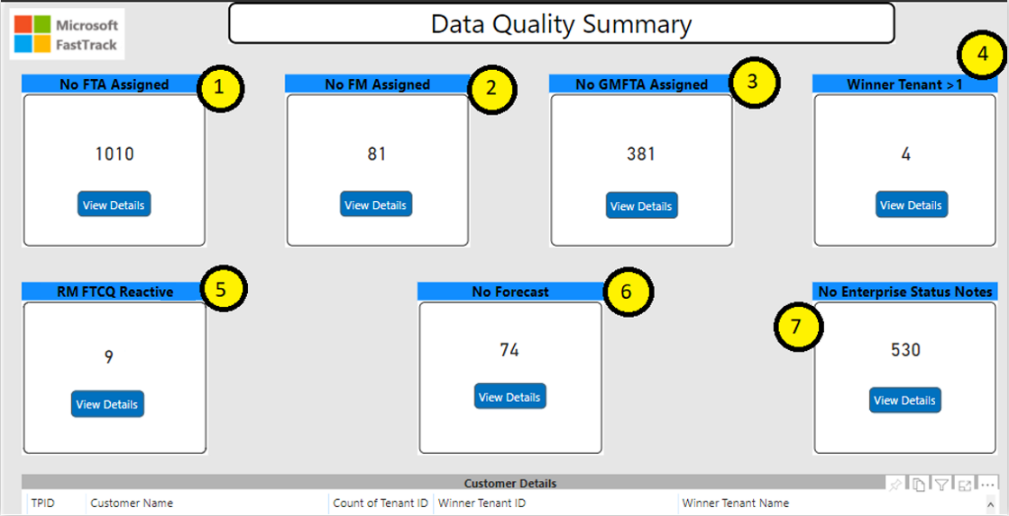 Microsoft
FastTrack
Data Quality Summary
No FTA Assigned
1
No FM Assigned
2
No GMFTA Assigned
3
Winner Tenant >1
4
1010
81
381
4
View Details
View Details
View Details
View Details
RM FTCQ Reactive
5
No Forecast
6
No Enterprise Status Notes
7
9
74
530
View Details
View Details
View Details
Customer Details
TPID
Customer Name
Count of Tenant ID
Winner Tenant ID
Winner Tenant Name